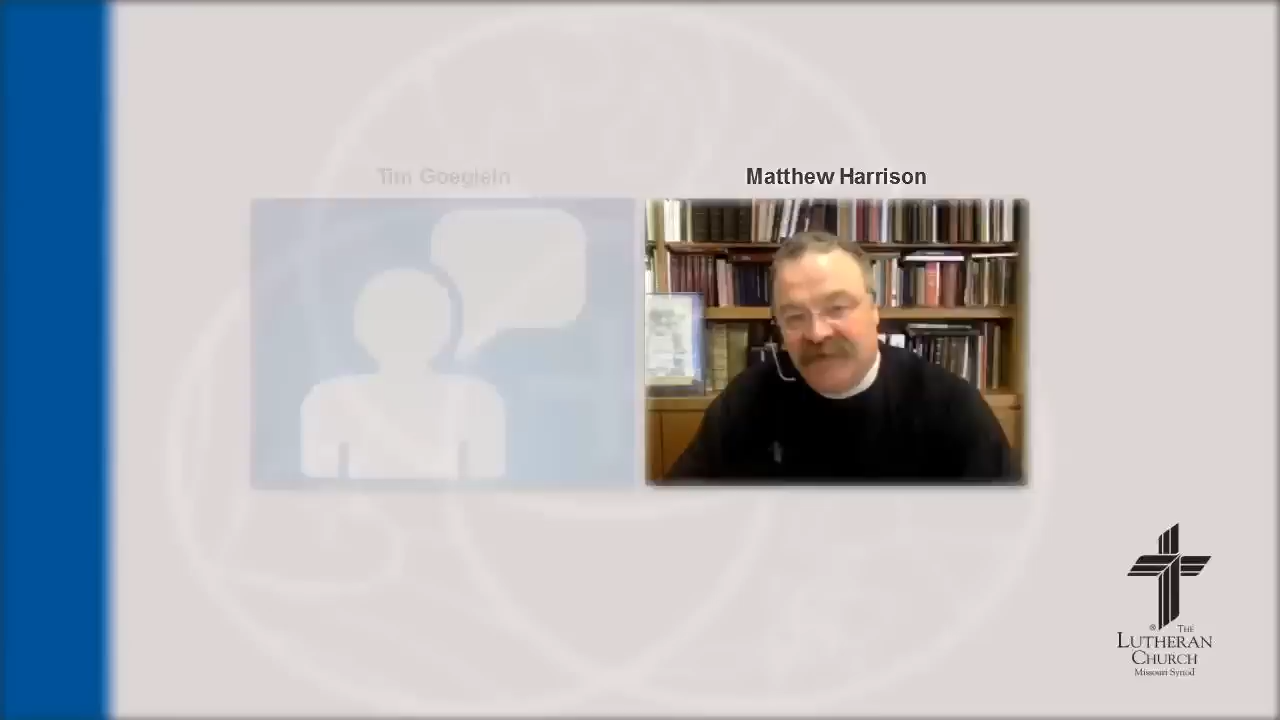 Tim Goeglein
Matthew Harrison
® THE
LUTHERAN
CHURCH
Missouri Synod